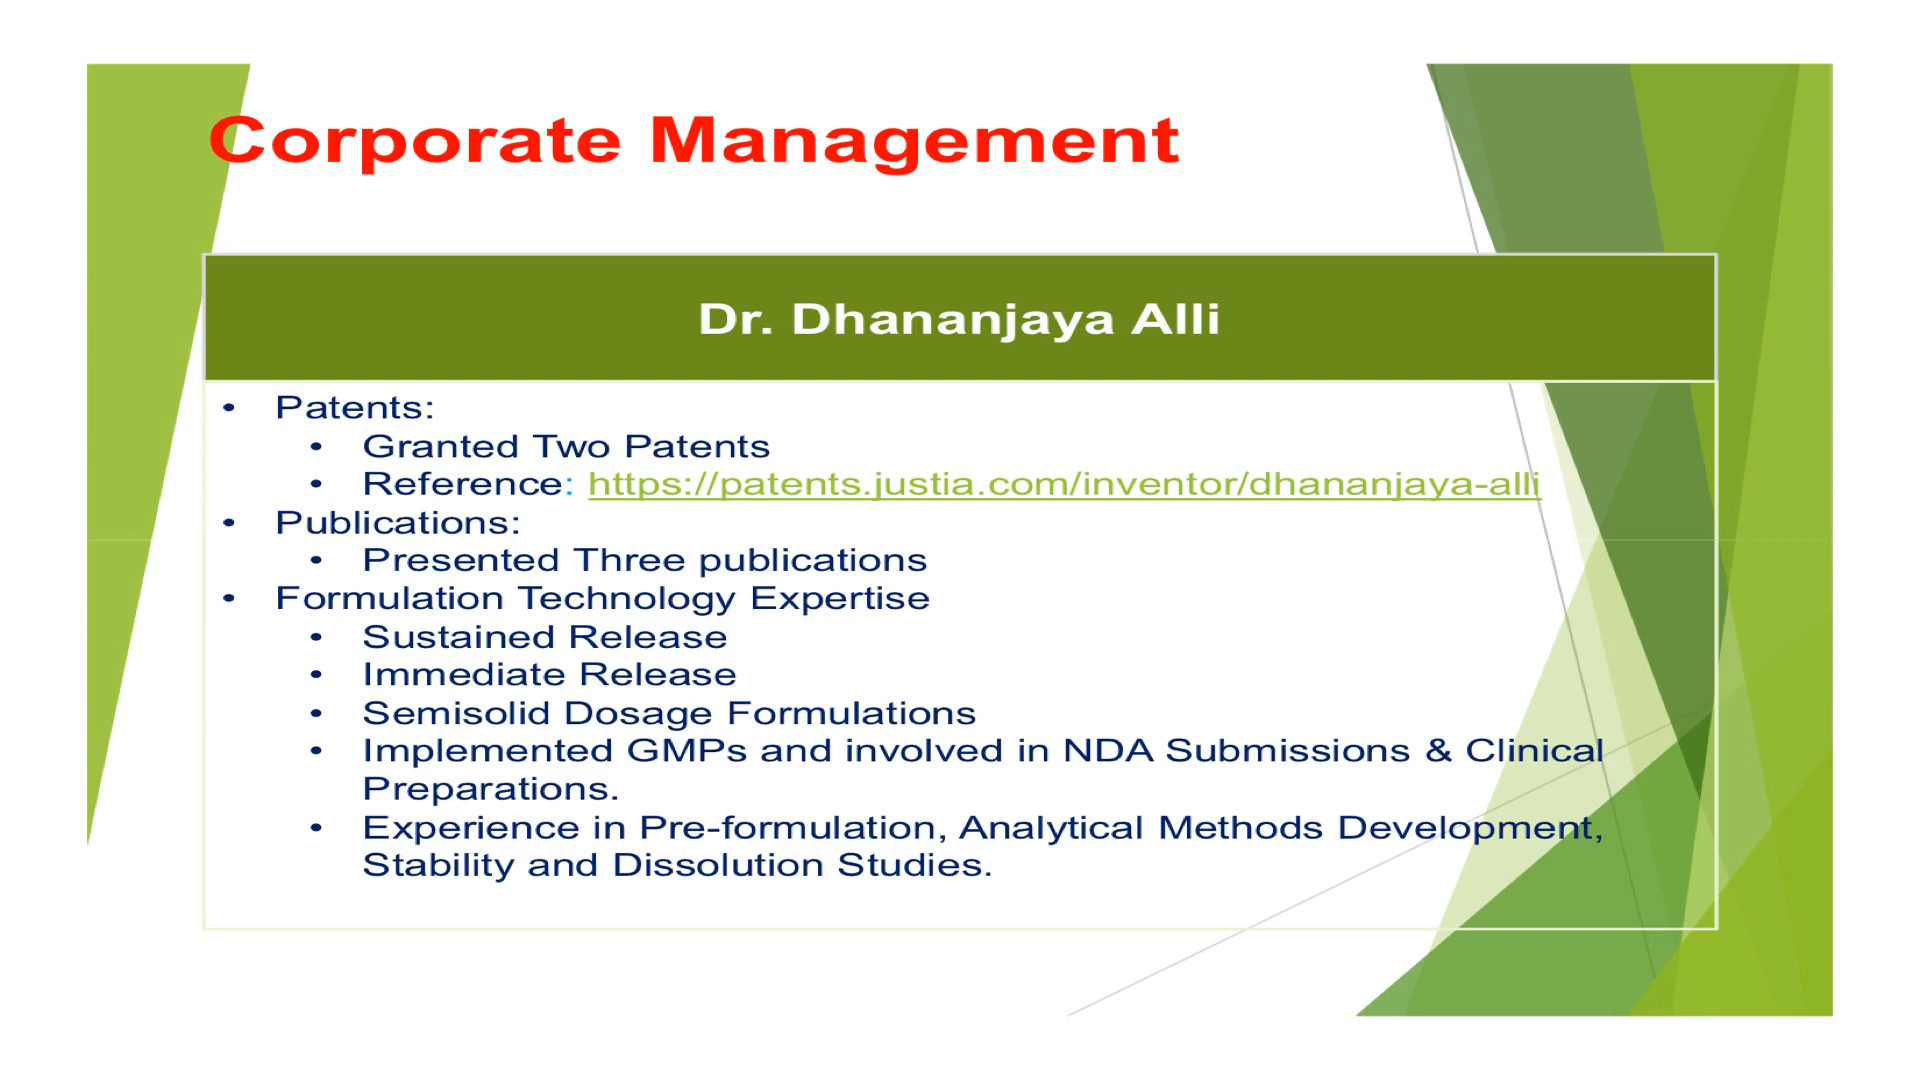 Corporate Management
Dr. Dhananjaya Alli
• Patents:
• Granted Two Patents
• Reference: https://patents.justia.com/inventor/dhananjaya-alli
• Publications:
• Presented Three publications
• Formulation Technology Expertise
• Sustained Release
• Immediate Release
• Semisolid Dosage Formulations
• Implemented GMPs and involved in NDA Submissions & Clinical
Preparations.
• Experience in Pre-formulation, Analytical Methods Development,
Stability and Dissolution Studies.